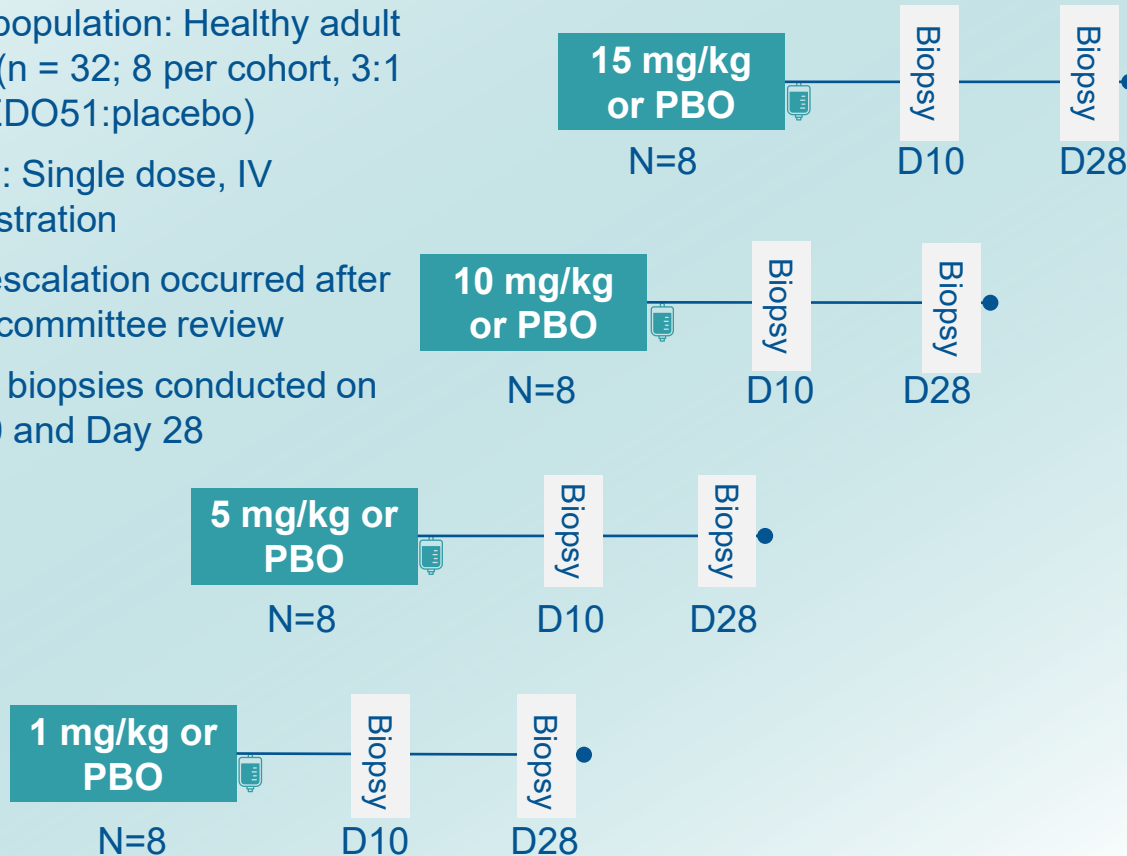 population: Healthy adult
(n = 32; 8 per cohort, 3:1
EDO51:placebo)
: Single dose, IV
stration
escalation occurred after
committee review
biopsies conducted on
0 and Day 28
15 mg/kg
or PBO
N=8
Biopsy
D10
Biopsy
D28
10 mg/kg
or PBO
N=8
Biopsy
D10
Biopsy
D28
5 mg/kg or
PBO
N=8
Biopsy
D10
Biopsy
D28
1 mg/kg or
PBO
N=8
Biopsy
D10
Biopsy
D28